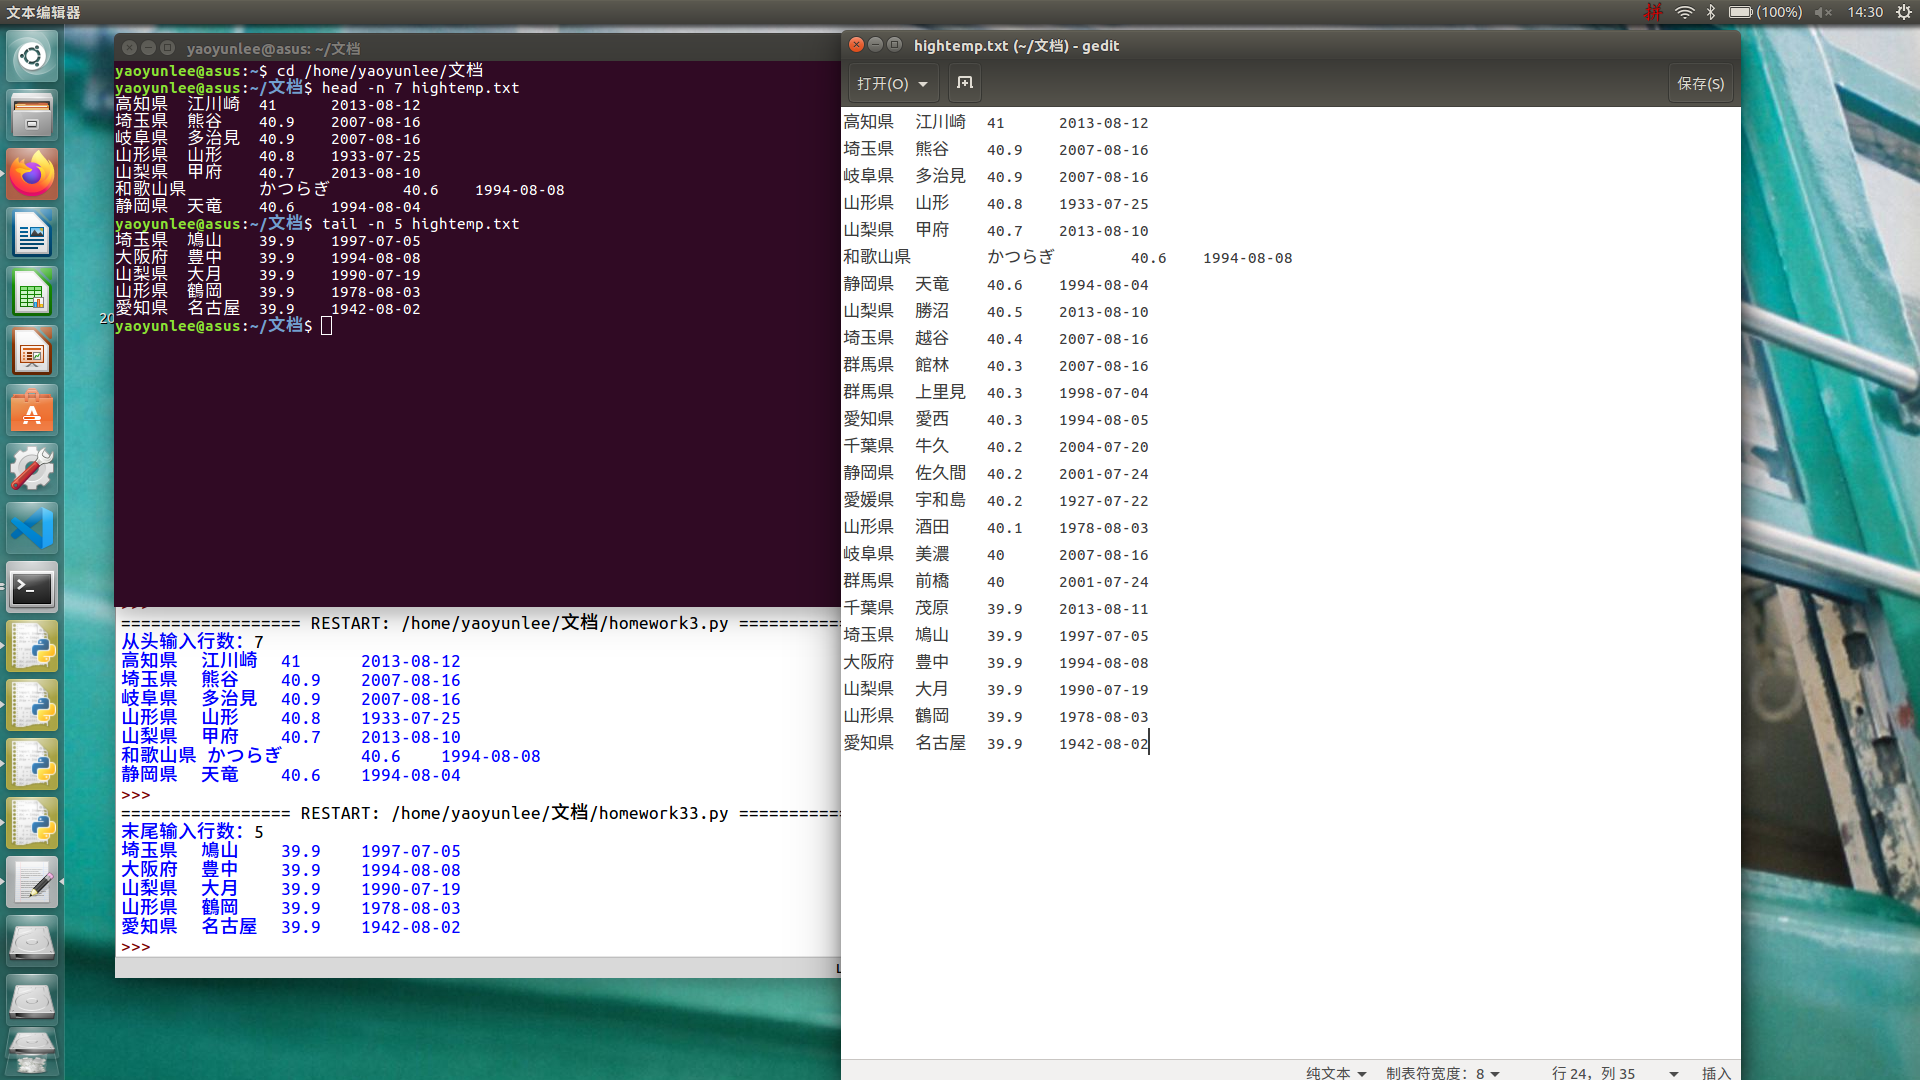 文本编辑器
拼 (100%) 14:30
yaoyunlee@asus: ~/文档
yaoyunlee@asus:~$ cd /home/yaoyunlee/文档
yaoyunlee@asus:~/文档$ head -n 7 hightemp.txt
高知県 江川崎 41 2013-08-12
埼玉県 熊谷 40.9 2007-08-16
岐阜県 多治見 40.9 2007-08-16
山形県 山形 40.8 1933-07-25
山梨県 甲府 40.7 2013-08-10
和歌山県 かつらぎ 40.6 1994-08-08
静岡県 天竜 40.6 1994-08-04
yaoyunlee@asus:~/文档$ tail -n 5 hightemp.txt
埼玉県 鳩山 39.9 1997-07-05
大阪府 豊中 39.9 1994-08-08
山梨県 大月 39.9 1990-07-19
山形県 鶴岡 39.9 1978-08-03
愛知県 名古屋 39.9 1942-08-02
yaoyunlee@asus:~/文档$
20
>>>
================= RESTART: /home/yaoyunlee/文档/homework3.py ===========
从头输入行数：7
高知県 江川崎 41 2013-08-12
埼玉県 熊谷 40.9 2007-08-16
岐阜県 多治見 40.9 2007-08-16
山形県 山形 40.8 1933-07-25
山梨県 甲府 40.7 2013-08-10
和歌山県 かつらぎ 40.6 1994-08-08
静岡県 天竜 40.6 1994-08-04
>>>
================= RESTART: /home/yaoyunlee/文档/homework33.py ===========
末尾输入行数：5
埼玉県 鳩山 39.9 1997-07-05
大阪府 豊中 39.9 1994-08-08
山梨県 大月 39.9 1990-07-19
山形県 鶴岡 39.9 1978-08-03
愛知県 名古屋 39.9 1942-08-02
>>>
hightemp.txt (~/文档) - gedit
打开(O) 保存(S)
高知県 江川崎 41 2013-08-12
埼玉県 熊谷 40.9 2007-08-16
岐阜県 多治見 40.9 2007-08-16
山形県 山形 40.8 1933-07-25
山梨県 甲府 40.7 2013-08-10
和歌山県 かつらぎ 40.6 1994-08-08
静岡県 天竜 40.6 1994-08-04
山梨県 勝沼 40.5 2013-08-10
埼玉県 越谷 40.4 2007-08-16
群馬県 館林 40.3 2007-08-16
群馬県 上里見 40.3 1998-07-04
愛知県 愛西 40.3 1994-08-05
千葉県 牛久 40.2 2004-07-20
静岡県 佐久間 40.2 2001-07-24
愛媛県 宇和島 40.2 1927-07-22
山形県 酒田 40.1 1978-08-03
岐阜県 美濃 40 2007-08-16
群馬県 前橋 40 2001-07-24
千葉県 茂原 39.9 2013-08-11
埼玉県 鳩山 39.9 1997-07-05
大阪府 豊中 39.9 1994-08-08
山梨県 大月 39.9 1990-07-19
山形県 鶴岡 39.9 1978-08-03
愛知県 名古屋 39.9 1942-08-02
纯文本 制表符宽度：8 行 24，列 35 插入